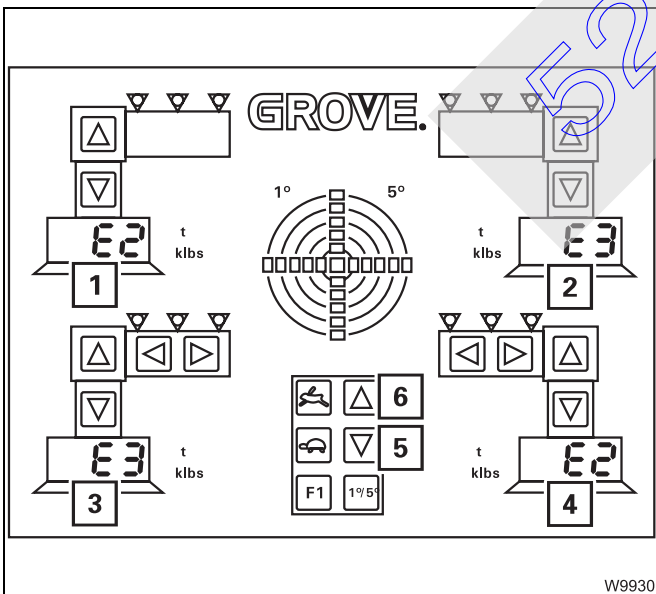 52
GROVE.
1° 5°
E2 t klbs
t klbs E3
1
2
E3 t klbs
t klbs E2
3
4
6
5
F1 1°/5°
W9930